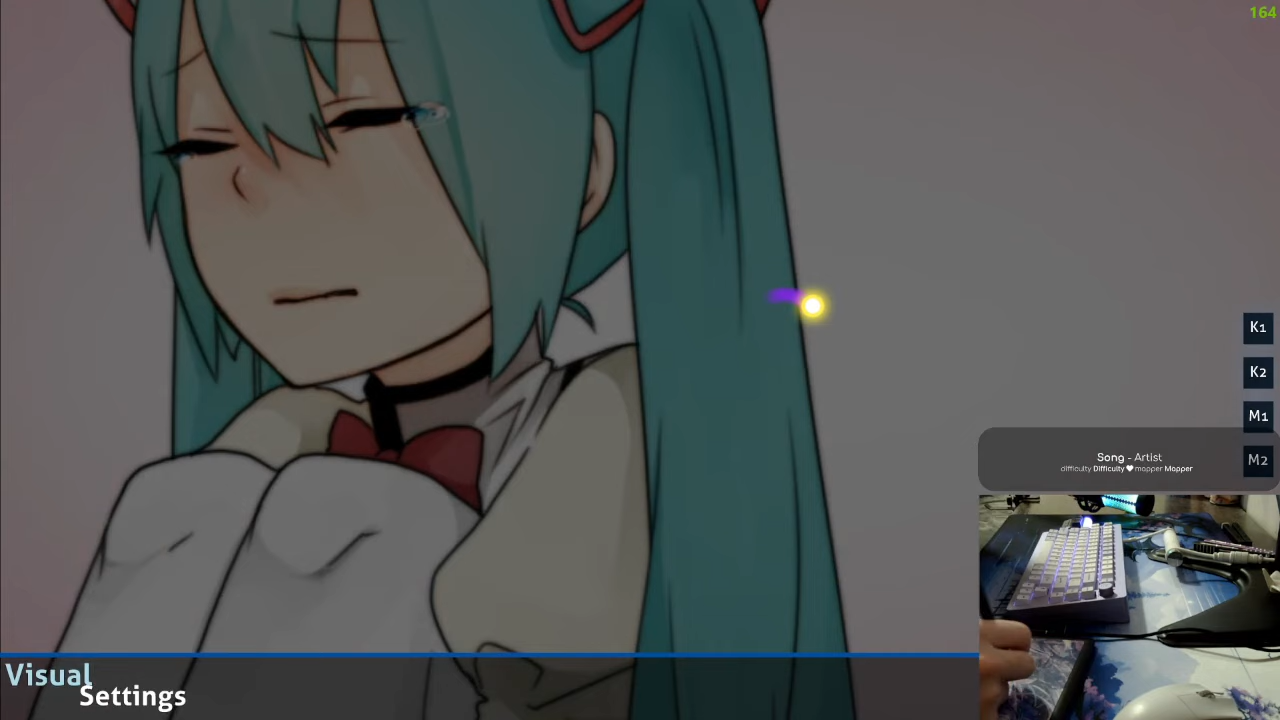 164
K1
K2
M1
M2
Song - Artist
difficulty Difficulty ♥ mapper Mapper
Visual
Settings